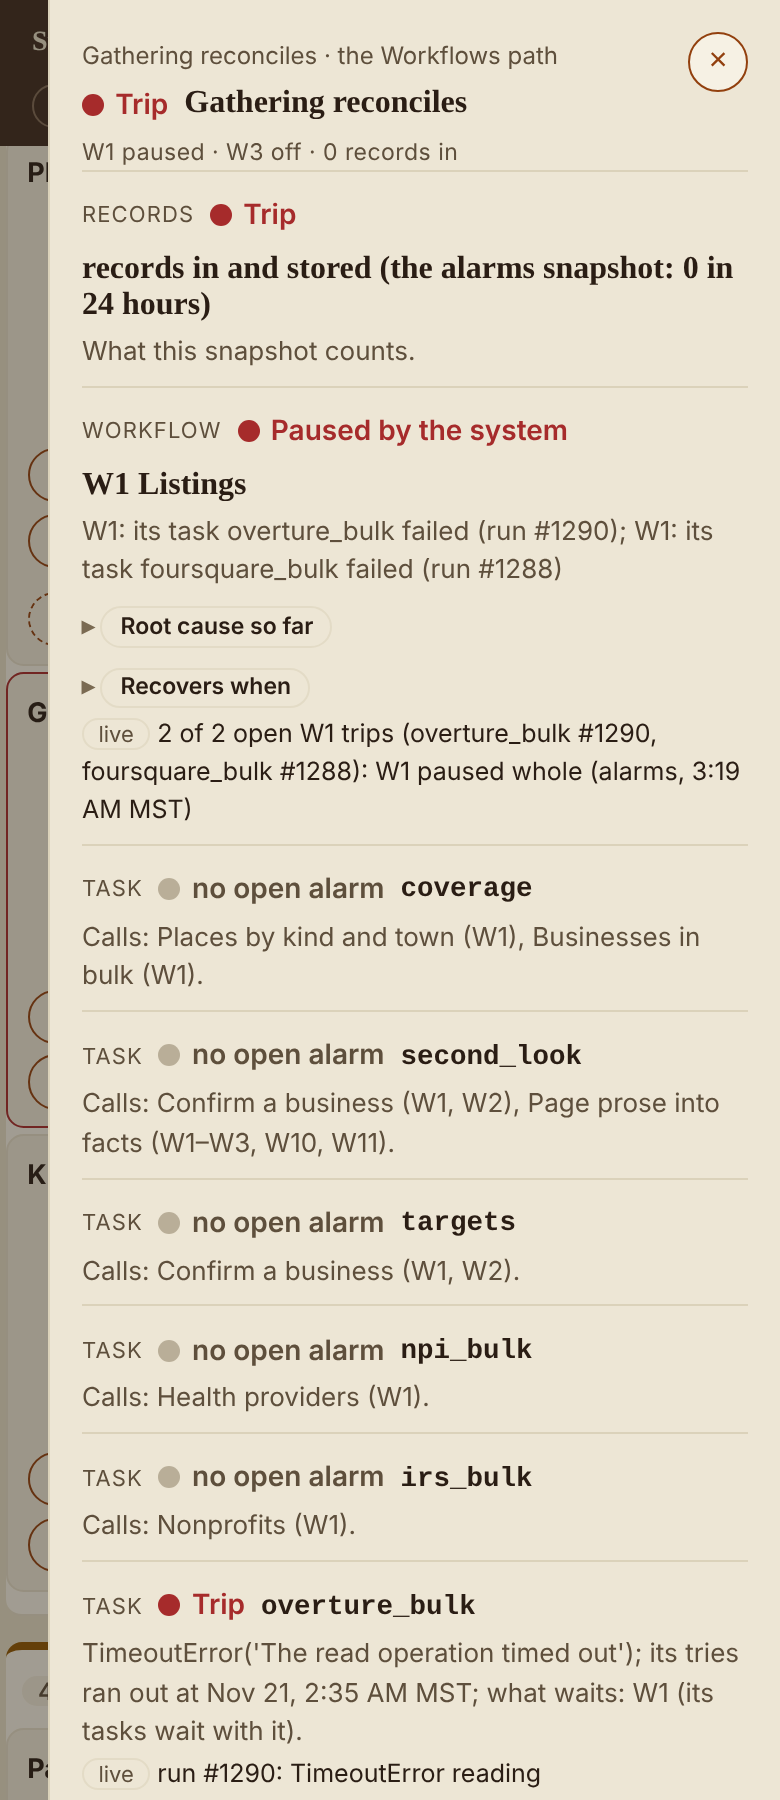 Gathering reconciles · the Workflows path
×
Trip Gathering reconciles
W1 paused · W3 off · 0 records in
RECORDS Trip
records in and stored (the alarms snapshot: 0 in
24 hours)
What this snapshot counts.
WORKFLOW Paused by the system
W1 Listings
W1: its task overture_bulk failed (run #1290); W1: its
task foursquare_bulk failed (run #1288)
▶ Root cause so far
▶ Recovers when
live 2 of 2 open W1 trips (overture_bulk #1290,
foursquare_bulk #1288): W1 paused whole (alarms, 3:19
AM MST)
TASK no open alarm coverage
Calls: Places by kind and town (W1), Businesses in
bulk (W1).
TASK no open alarm second_look
Calls: Confirm a business (W1, W2), Page prose into
facts (W1–W3, W10, W11).
TASK no open alarm targets
Calls: Confirm a business (W1, W2).
TASK no open alarm npi_bulk
Calls: Health providers (W1).
TASK no open alarm irs_bulk
Calls: Nonprofits (W1).
TASK Trip overture_bulk
TimeoutError('The read operation timed out'); its tries
ran out at Nov 21, 2:35 AM MST; what waits: W1 (its
tasks wait with it).
live run #1290: TimeoutError reading